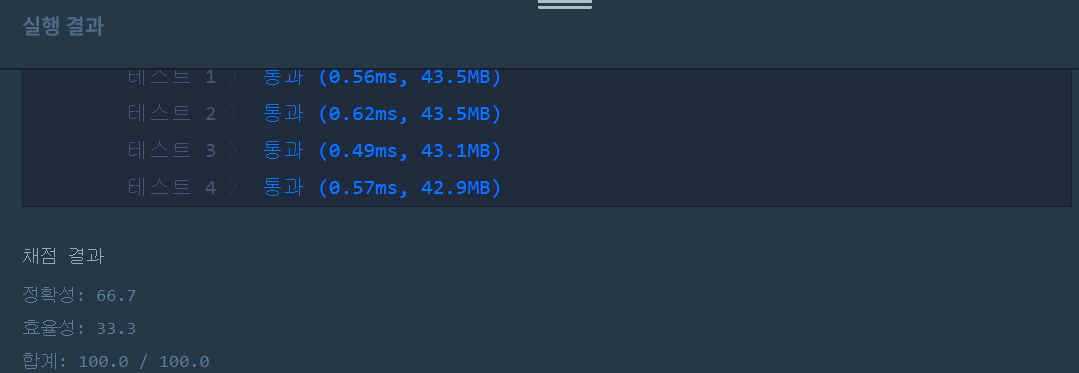 실행 결과
테스트 1 〉 통과 (0.56ms, 43.5MB)
테스트 2 〉 통과 (0.62ms, 43.5MB)
테스트 3 〉 통과 (0.49ms, 43.1MB)
테스트 4 〉 통과 (0.57ms, 42.9MB)
채점 결과
정확성: 66.7
효율성: 33.3
합계: 100.0 / 100.0